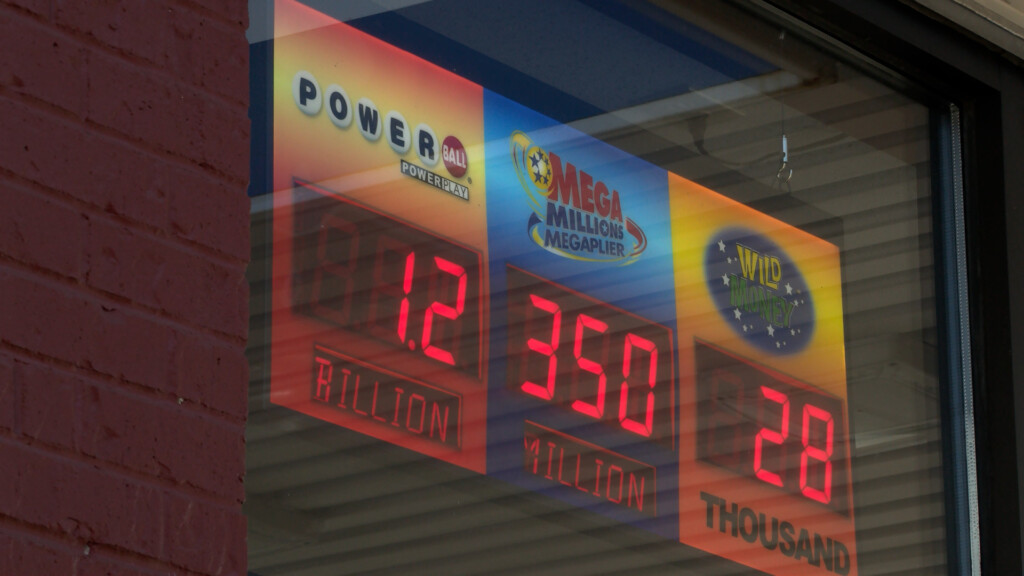 POWER BALL
POWERPLAY
1.2
BILLION
MEGA
MILLIONS
MEGAPLIER
350
MILLION
WILD
MONEY
28
THOUSAND